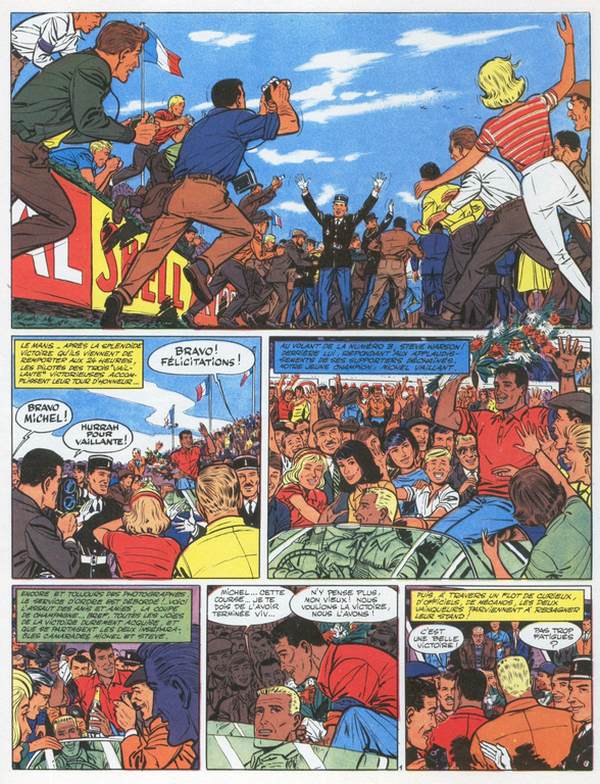 AL SHELL
LE MANS... APRÈS LA SPLENDIDE
VICTOIRE QU'ILS VIENNENT DE
REMPORTER AUX 24 HEURES,
LES PILOTES DES TROIS "VAIL-
LANTE" VICTORIEUSES ACCOM-
PLISSENT LEUR TOUR D'HONNEUR...
BRAVO!
FÉLICITATIONS!
BRAVO
MICHEL!
HURRAH
POUR
VAILLANTE!
AU VOLANT DE LA NUMÉRO 3, STEVE WARSON!
DERRIÈRE LUI, RÉPONDANT AUX APPLAUDIS-
SEMENTS DE SES SUPPORTERS DÉCHAÎNÉS,
NOTRE JEUNE CHAMPION: MICHEL VAILLANT.
ENCORE ET TOUJOURS DES PHOTOGRAPHES
LE SERVICE D'ORDRE EST DÉBORDÉ! VOICI
L'ASSAUT DES AMIS ET AMIES, LA COUPE
DE CHAMPAGNE, BREF, TOUTES LES JOIES
DE LA VICTOIRE DUREMENT ACQUISE, ET
QUE SE PARTAGENT LES DEUX INSÉPARA-
BLES CAMARADES, MICHEL ET STEVE.
MICHEL... CETTE
COURSE... JE TE
DOIS DE L'AVOIR
TERMINÉE VIV...
N'Y PENSE PLUS,
MON VIEUX! NOUS
VOULIONS LA VICTOIRE,
NOUS L'AVONS!
PUIS, À TRAVERS UN FLOT DE CURIEUX,
D'OFFICIELS, DE MÉCANOS, LES DEUX
VAINQUEURS PARVIENNENT À REGAGNER
LEUR STAND!
C'EST
UNE BELLE
VICTOIRE!
PAS TROP
FATIGUÉS
?